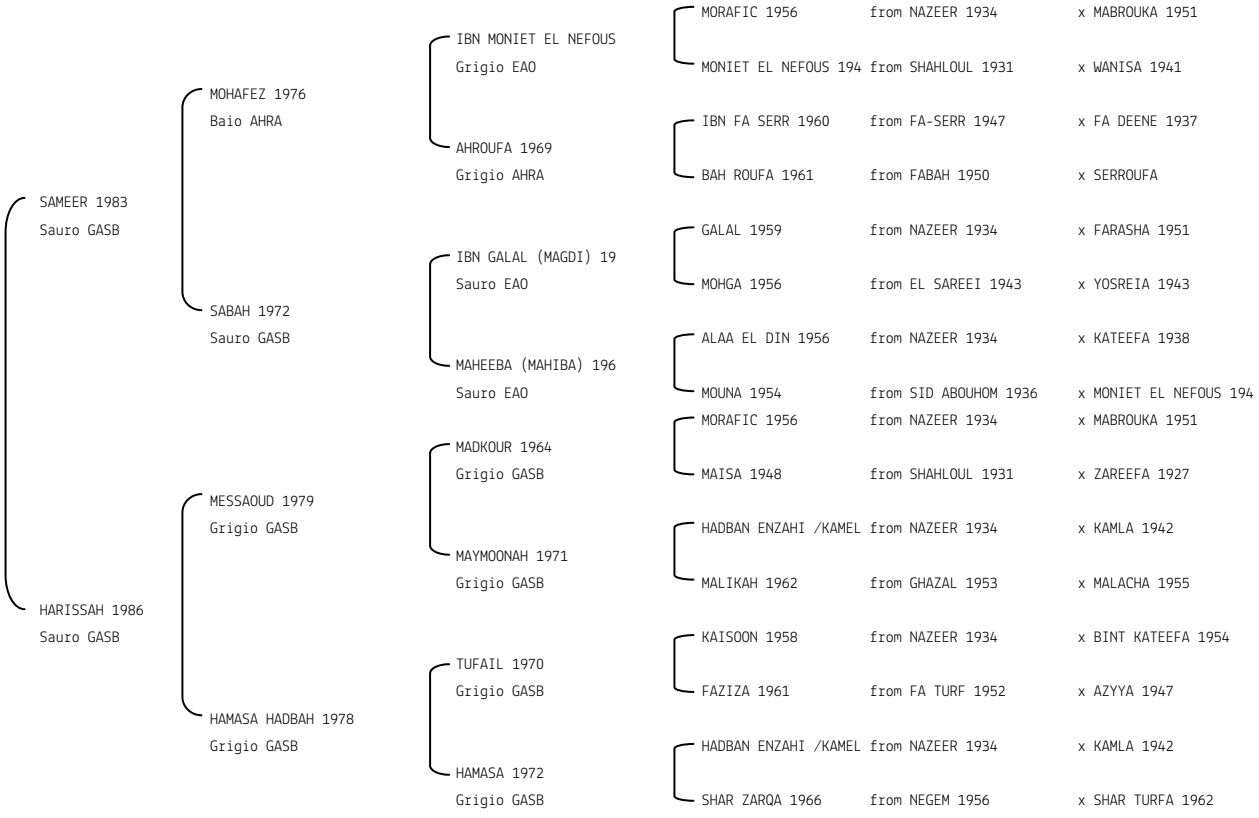 MORAFIC 1956 from NAZEER 1934 x MABROUKA 1951
IBN MONIET EL NEFOUS
Grigio EAO
MONIET EL NEFOUS 194 from SHAHLOUL 1931 x WANISA 1941
MOHAFEZ 1976
Baio AHRA
IBN FA SERR 1960 from FA-SERR 1947 x FA DEENE 1937
AHROUFA 1969
Grigio AHRA
BAH ROUFA 1961 from FABAH 1950 x SERROUFA
SAMEER 1983
Sauro GASB
GALAL 1959 from NAZEER 1934 x FARASHA 1951
IBN GALAL (MAGDI) 19
Sauro EAO
MOHGA 1956 from EL SAREEI 1943 x YOSREIA 1943
SABAH 1972
Sauro GASB
ALAA EL DIN 1956 from NAZEER 1934 x KATEEFA 1938
MAHEEBA (MAHIBA) 196
Sauro EAO
MOUNA 1954 from SID ABOUHOM 1936 x MONIET EL NEFOUS 194
MORAFIC 1956 from NAZEER 1934 x MABROUKA 1951
MADKOUR 1964
Grigio GASB
MAISA 1948 from SHAHLOUL 1931 x ZAREEFA 1927
MESSAOUD 1979
Grigio GASB
HADBAN ENZAHI /KAMEL from NAZEER 1934 x KAMLA 1942
MAYMOONAH 1971
Grigio GASB
MALIKAH 1962 from GHAZAL 1953 x MALACHA 1955
HARISSAH 1986
Sauro GASB
KAISOON 1958 from NAZEER 1934 x BINT KATEEFA 1954
TUFAIL 1970
Grigio GASB
FAZIZA 1961 from FA TURF 1952 x AZYYA 1947
HAMASA HADBAH 1978
Grigio GASB
HADBAN ENZAHI /KAMEL from NAZEER 1934 x KAMLA 1942
HAMASA 1972
Grigio GASB
SHAR ZARQA 1966 from NEGEM 1956 x SHAR TURFA 1962